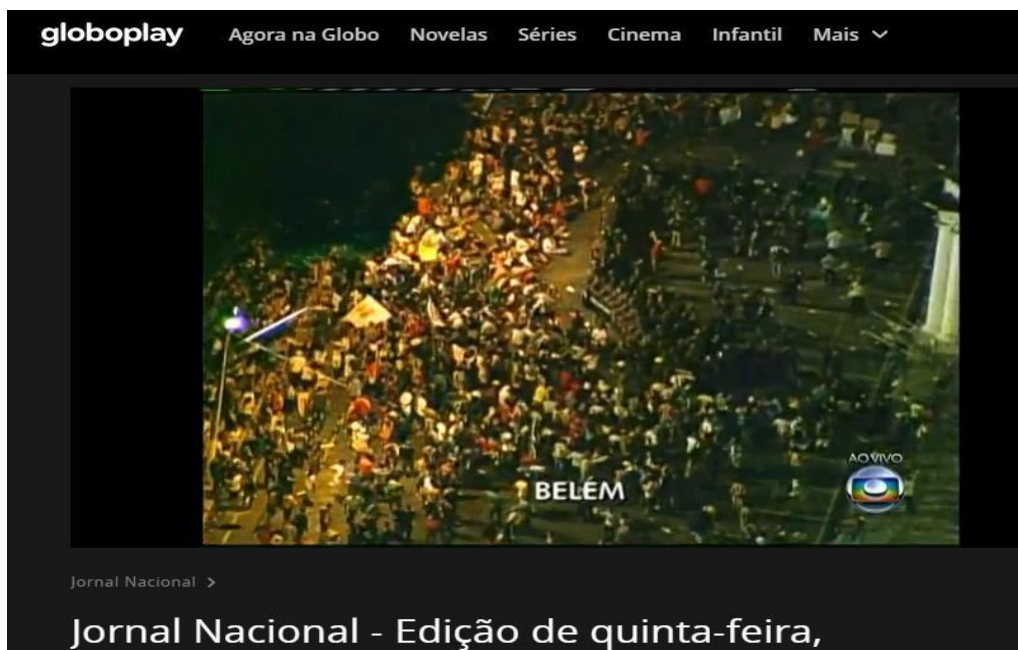 globoplay Agora na Globo Novelas Séries Cinema Infantil Mais
AO VIVO
BELÉM
Jornal Nacional >
Jornal Nacional - Edição de quinta-feira,